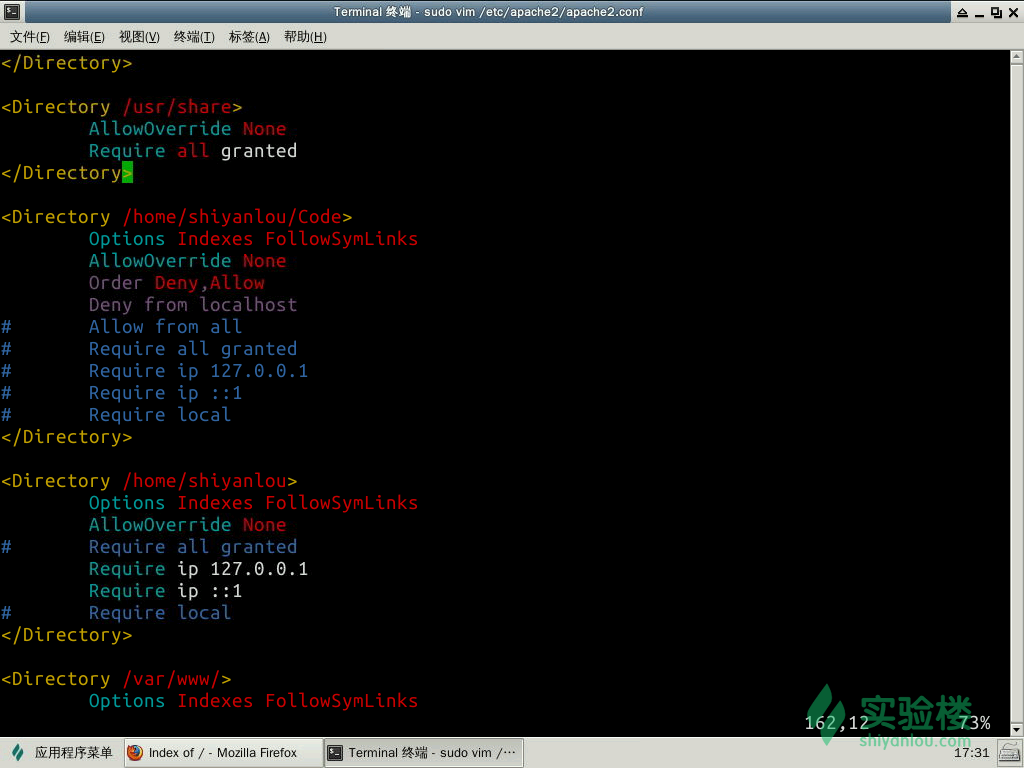 Terminal 终端 - sudo vim /etc/apache2/apache2.conf
文件(F) 编辑(E) 视图(V) 终端(T) 标签(A) 帮助(H)
</Directory>
<Directory /usr/share>
AllowOverride None
Require all granted
</Directory>
<Directory /home/shiyanlou/Code>
Options Indexes FollowSymLinks
AllowOverride None
Order Deny,Allow
Deny from localhost
# Allow from all
# Require all granted
# Require ip 127.0.0.1
# Require ip ::1
# Require local
</Directory>
<Directory /home/shiyanlou>
Options Indexes FollowSymLinks
AllowOverride None
# Require all granted
Require ip 127.0.0.1
Require ip ::1
# Require local
</Directory>
<Directory /var/www/>
Options Indexes FollowSymLinks
162,12 73%
实验楼
shiyanlou.com
应用程序菜单 Index of / - Mozilla Firefox Terminal 终端 - sudo vim /⋯ 17:31